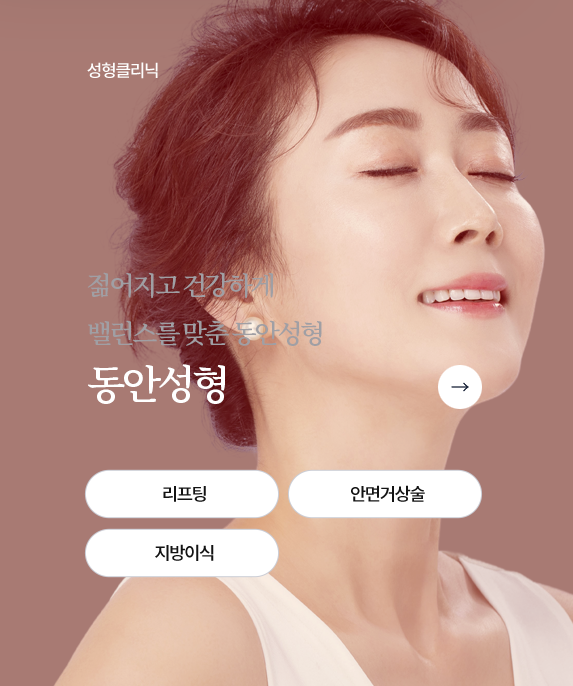 성형클리닉
젊어지고 건강하게
밸런스를 맞춘 동안성형
동안성형
리프팅
안면거상술
지방이식